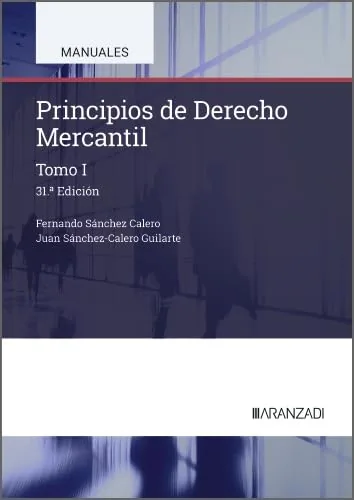 MANUALES
Principios de Derecho
Mercantil
Tomo I
31.ª Edición
Fernando Sánchez Calero
Juan Sánchez-Calero Guilarte
ARANZADI